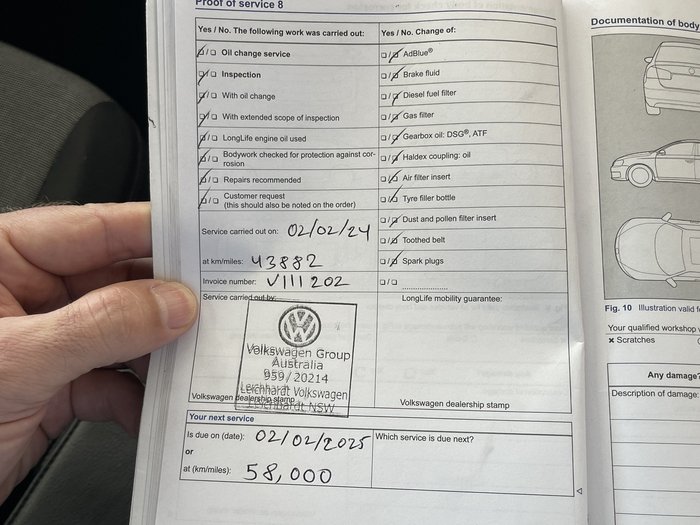 Proof of service 8
Yes / No. The following work was carried out:
☑/☐ Oil change service
☑/☐ Inspection
☑/☐ With oil change
☑/☐ With extended scope of inspection
☑/☐ LongLife engine oil used
☑/☐ Bodywork checked for protection against cor-
rosion
☑/☐ Repairs recommended
☑/☐ Customer request
(this should also be noted on the order)
Service carried out on: 02/02/24
at km/miles: 43882
Invoice number: V111202
Service carried out by:
Volkswagen Group
Australia
959/20214
Leichhardt Volkswagen
Leichhardt NSW
Volkswagen dealership stamp
Yes / No. Change of:
☐/☑ AdBlue®
☐/☑ Brake fluid
☐/☑ Diesel fuel filter
☐/☑ Gas filter
☐/☑ Gearbox oil: DSG®, ATF
☐/☑ Haldex coupling: oil
☐/☑ Air filter insert
☐/☑ Tyre filler bottle
☐/☑ Dust and pollen filter insert
☐/☑ Toothed belt
☐/☑ Spark plugs
☐/☐ ....................
LongLife mobility guarantee:
Volkswagen dealership stamp
Your next service
Is due on (date): 02/02/2025
or
at (km/miles): 58,000
Which service is due next?
Documentation of body
Fig. 10 Illustration valid f
Your qualified workshop
× Scratches
Any damage?
Description of damage: